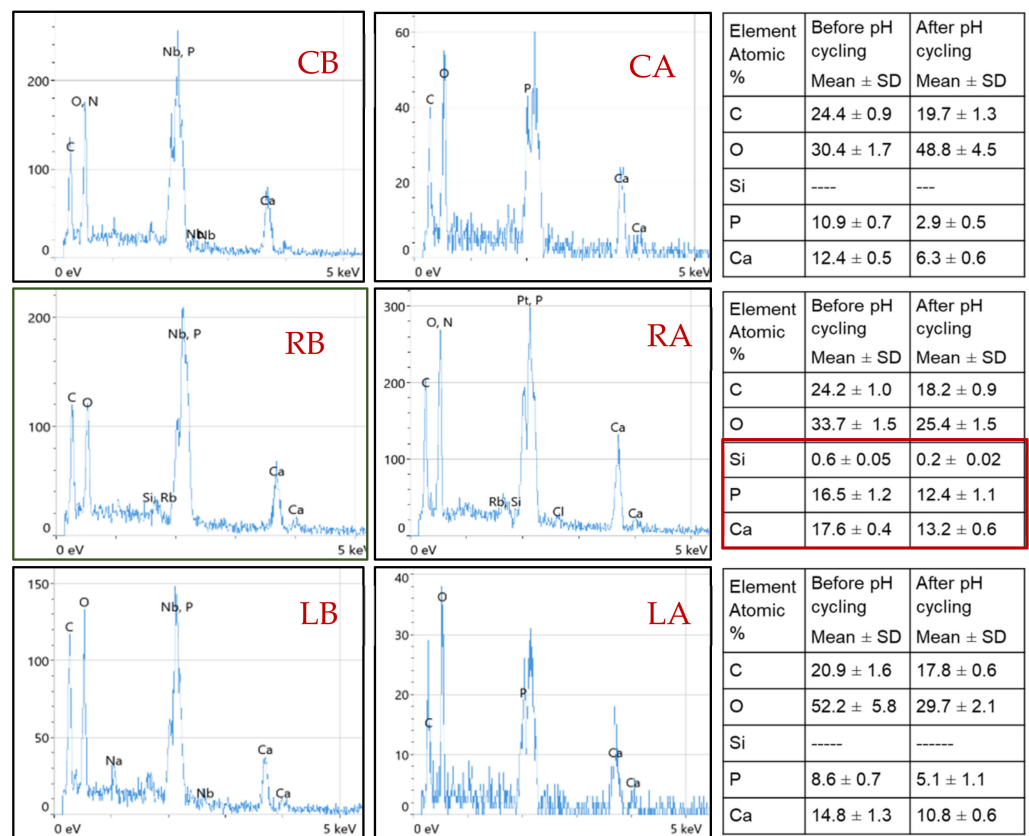 CB
200
100
0
C
O, N
Nb, P
Nb
Nb
Ca
0 eV
5 keV
CA
60
40
20
0
C
O
P
Ca
Ca
0 eV
5 keV
Element Atomic % | Before pH cycling Mean ± SD | After pH cycling Mean ± SD
C | 24.4 ± 0.9 | 19.7 ± 1.3
O | 30.4 ± 1.7 | 48.8 ± 4.5
Si | ---- | ---
P | 10.9 ± 0.7 | 2.9 ± 0.5
Ca | 12.4 ± 0.5 | 6.3 ± 0.6
RB
200
100
0
C
O
Si
Rb
Nb, P
Ca
Ca
0 eV
5 keV
RA
300
200
100
0
C
O, N
Rb, Si
Pt, P
Cl
Ca
Ca
0 eV
5 keV
Element Atomic % | Before pH cycling Mean ± SD | After pH cycling Mean ± SD
C | 24.2 ± 1.0 | 18.2 ± 0.9
O | 33.7 ± 1.5 | 25.4 ± 1.5
Si | 0.6 ± 0.05 | 0.2 ± 0.02
P | 16.5 ± 1.2 | 12.4 ± 1.1
Ca | 17.6 ± 0.4 | 13.2 ± 0.6
LB
150
100
50
0
C
O
Na
Nb, P
Nb
Ca
Ca
0 eV
5 keV
LA
40
30
20
10
0
C
O
P
Ca
Ca
0 eV
5 keV
Element Atomic % | Before pH cycling Mean ± SD | After pH cycling Mean ± SD
C | 20.9 ± 1.6 | 17.8 ± 0.6
O | 52.2 ± 5.8 | 29.7 ± 2.1
Si | ----- | ------
P | 8.6 ± 0.7 | 5.1 ± 1.1
Ca | 14.8 ± 1.3 | 10.8 ± 0.6